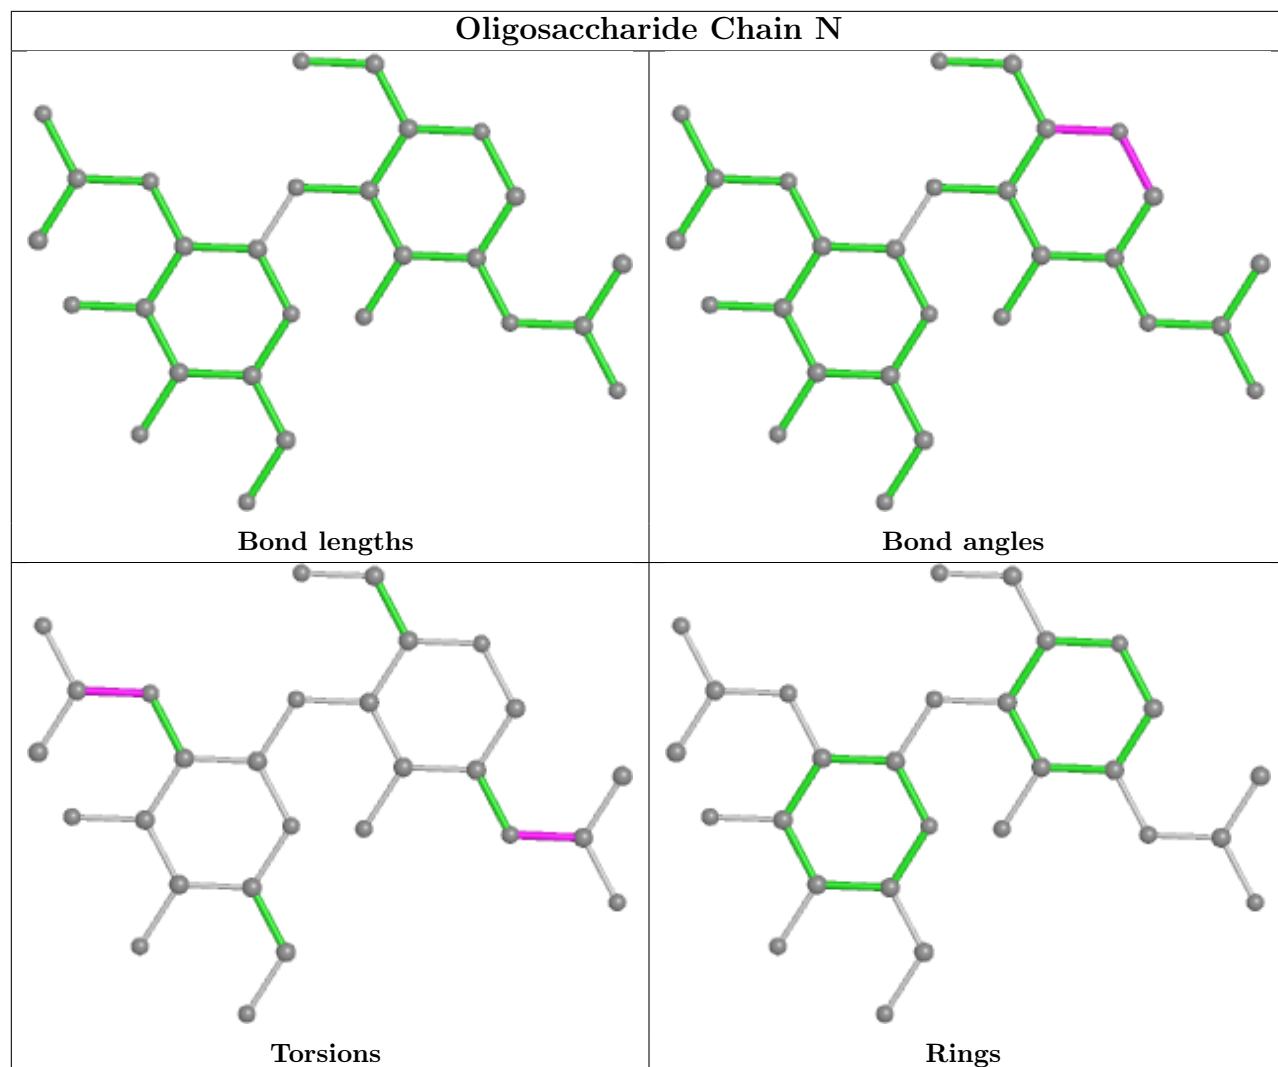 Oligosaccharide Chain N
Bond lengths
Bond angles
Torsions
Rings